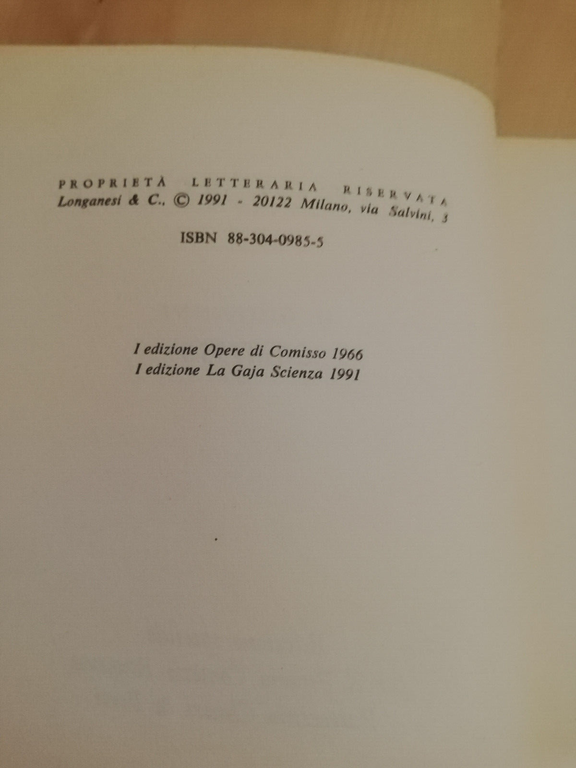 PROPRIETÀ LETTERARIA RISERVATA
Longanesi & C., © 1991 - 20122 Milano, via Salvini, 3
ISBN 88-304-0985-5
I edizione Opere di Comisso 1966
I edizione La Gaja Scienza 1991